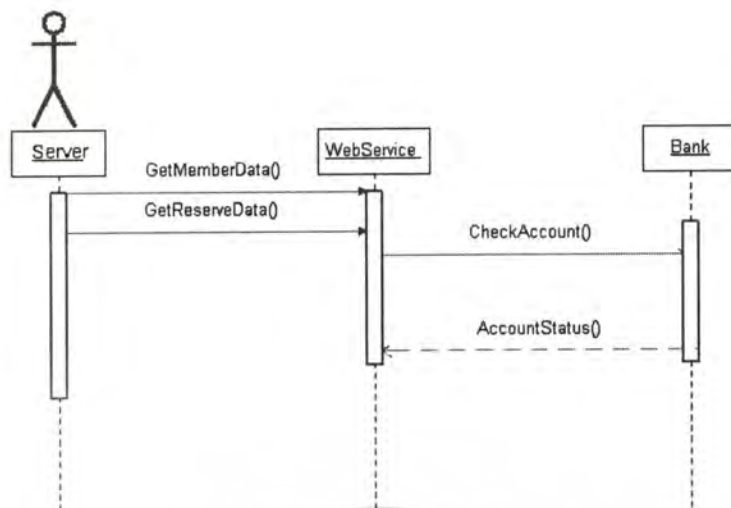 Server
WebService
Bank
GetMemberData()
GetReserveData()
CheckAccount()
AccountStatus()